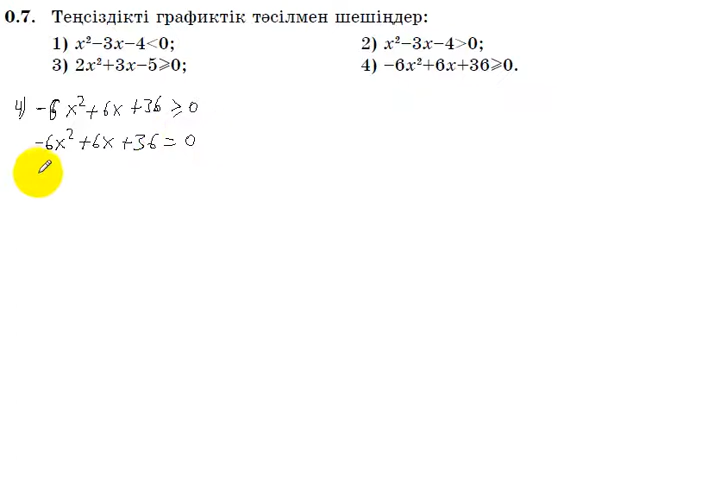 0.7. Теңсіздікті графиктік тәсілмен шешіңдер:
1) x²−3x−4<0; 2) x²−3x−4>0;
3) 2x²+3x−5⩾0; 4) −6x²+6x+36⩾0.
4) −6x²+6x+36⩾0
−6x²+6x+36=0